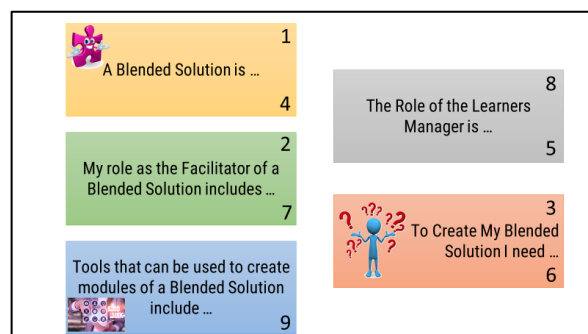 1
A Blended Solution is …
4
2
My role as the Facilitator of a
Blended Solution includes …
7
Tools that can be used to create
modules of a Blended Solution
include …
9
8
The Role of the Learners
Manager is …
5
3
To Create My Blended
Solution I need …
6